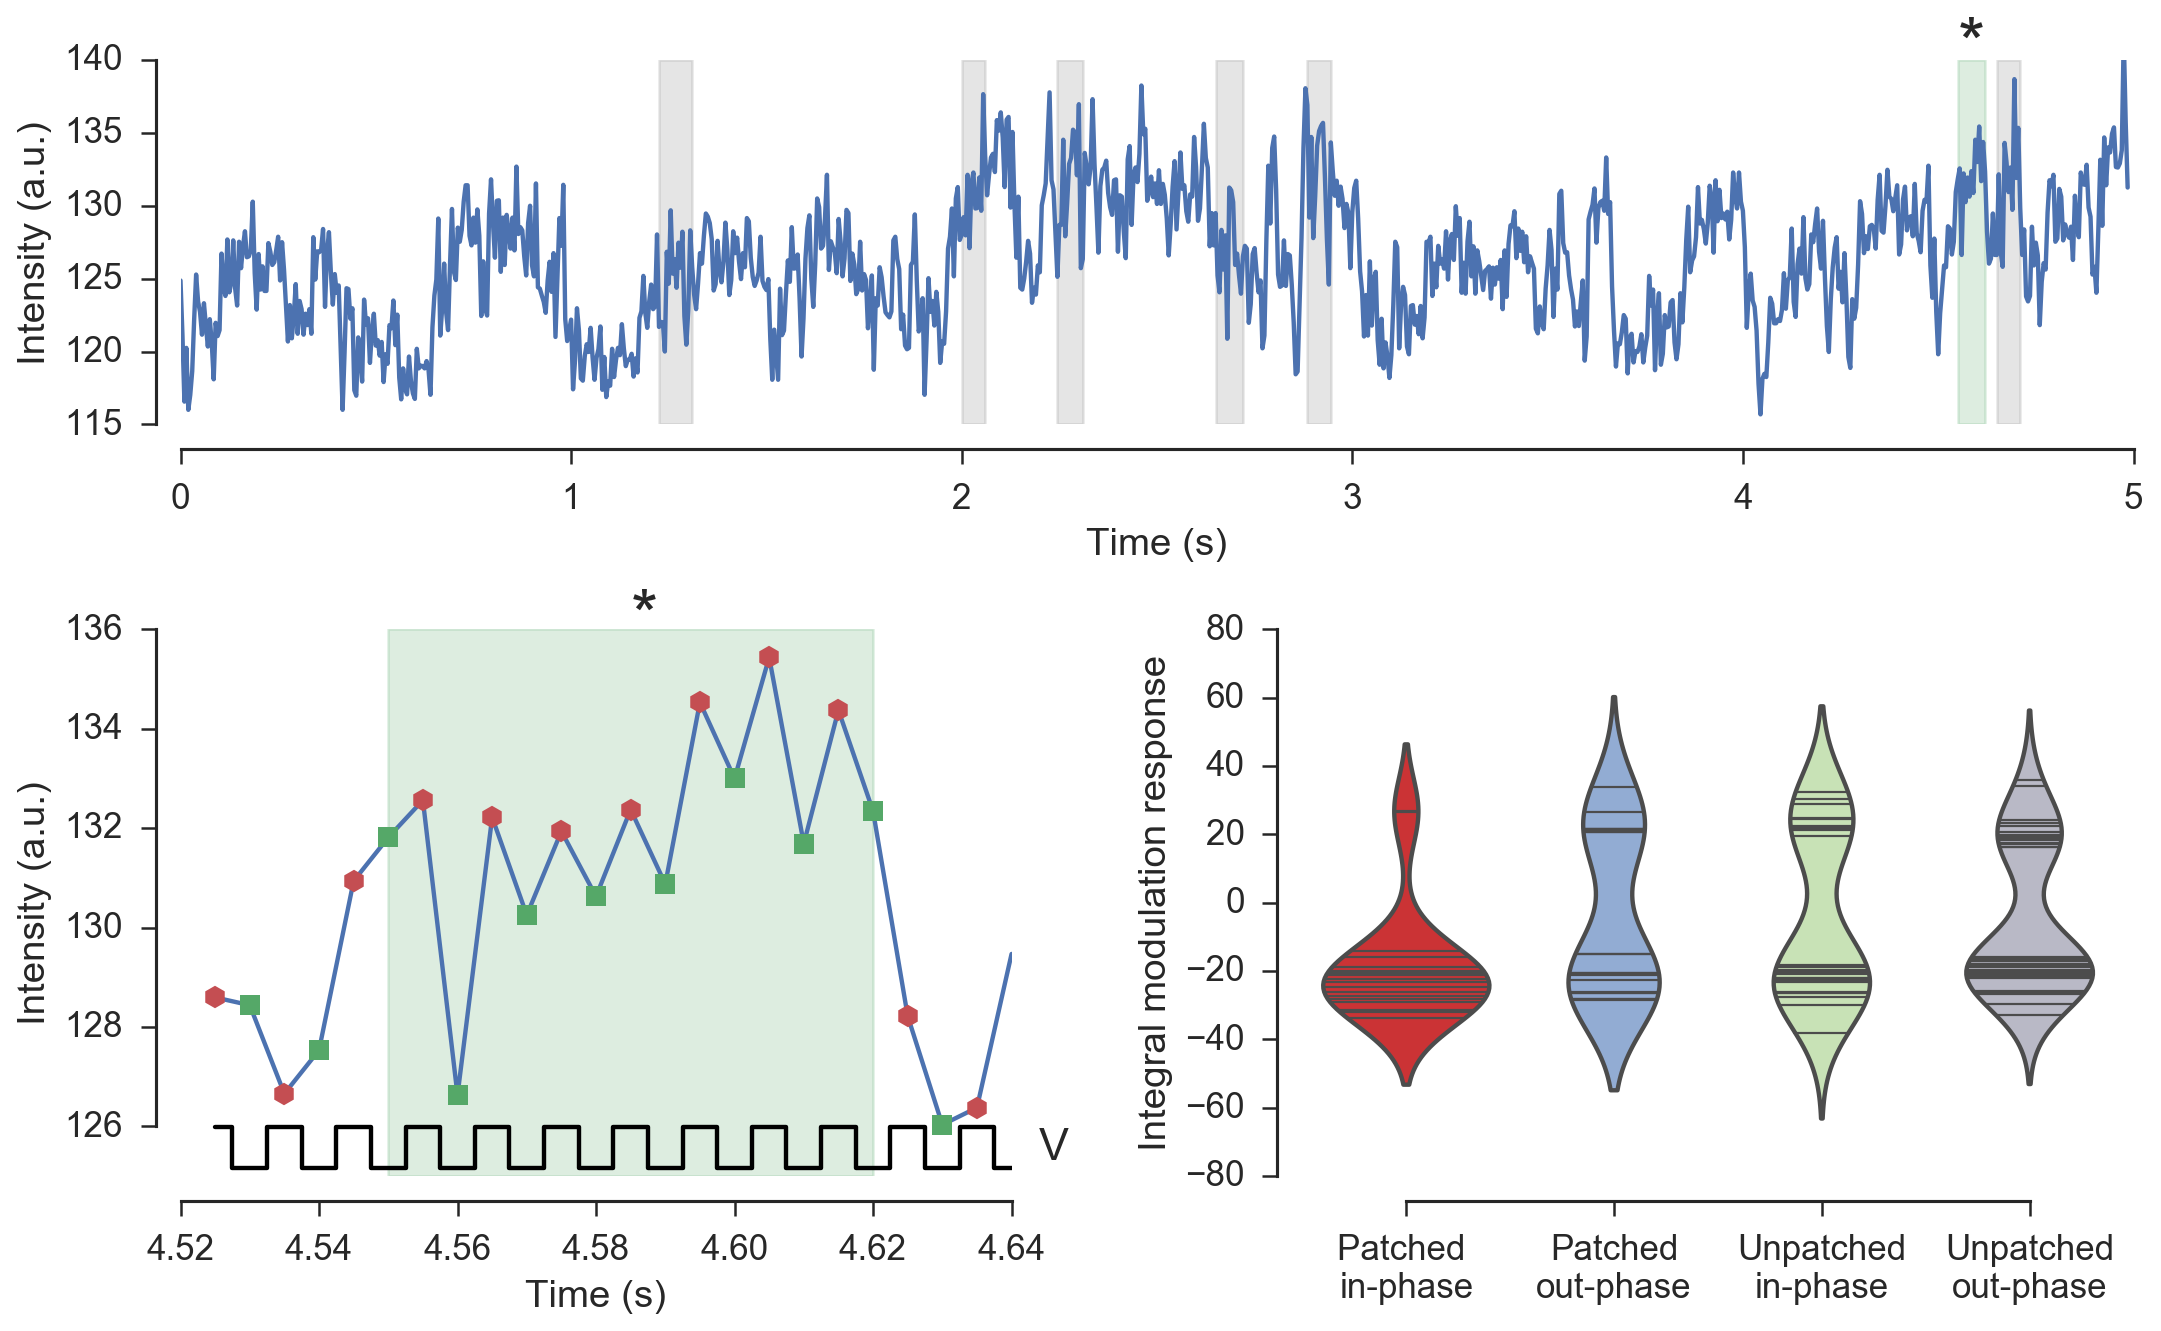 *
140
135
130
125
120
115
Intensity (a.u.)
0 1 2 3 4 5
Time (s)
*
136
134
132
130
128
126
Intensity (a.u.)
V
4.52 4.54 4.56 4.58 4.60 4.62 4.64
Time (s)
80
60
40
20
0
−20
−40
−60
−80
Integral modulation response
Patched in-phase
Patched out-phase
Unpatched in-phase
Unpatched out-phase